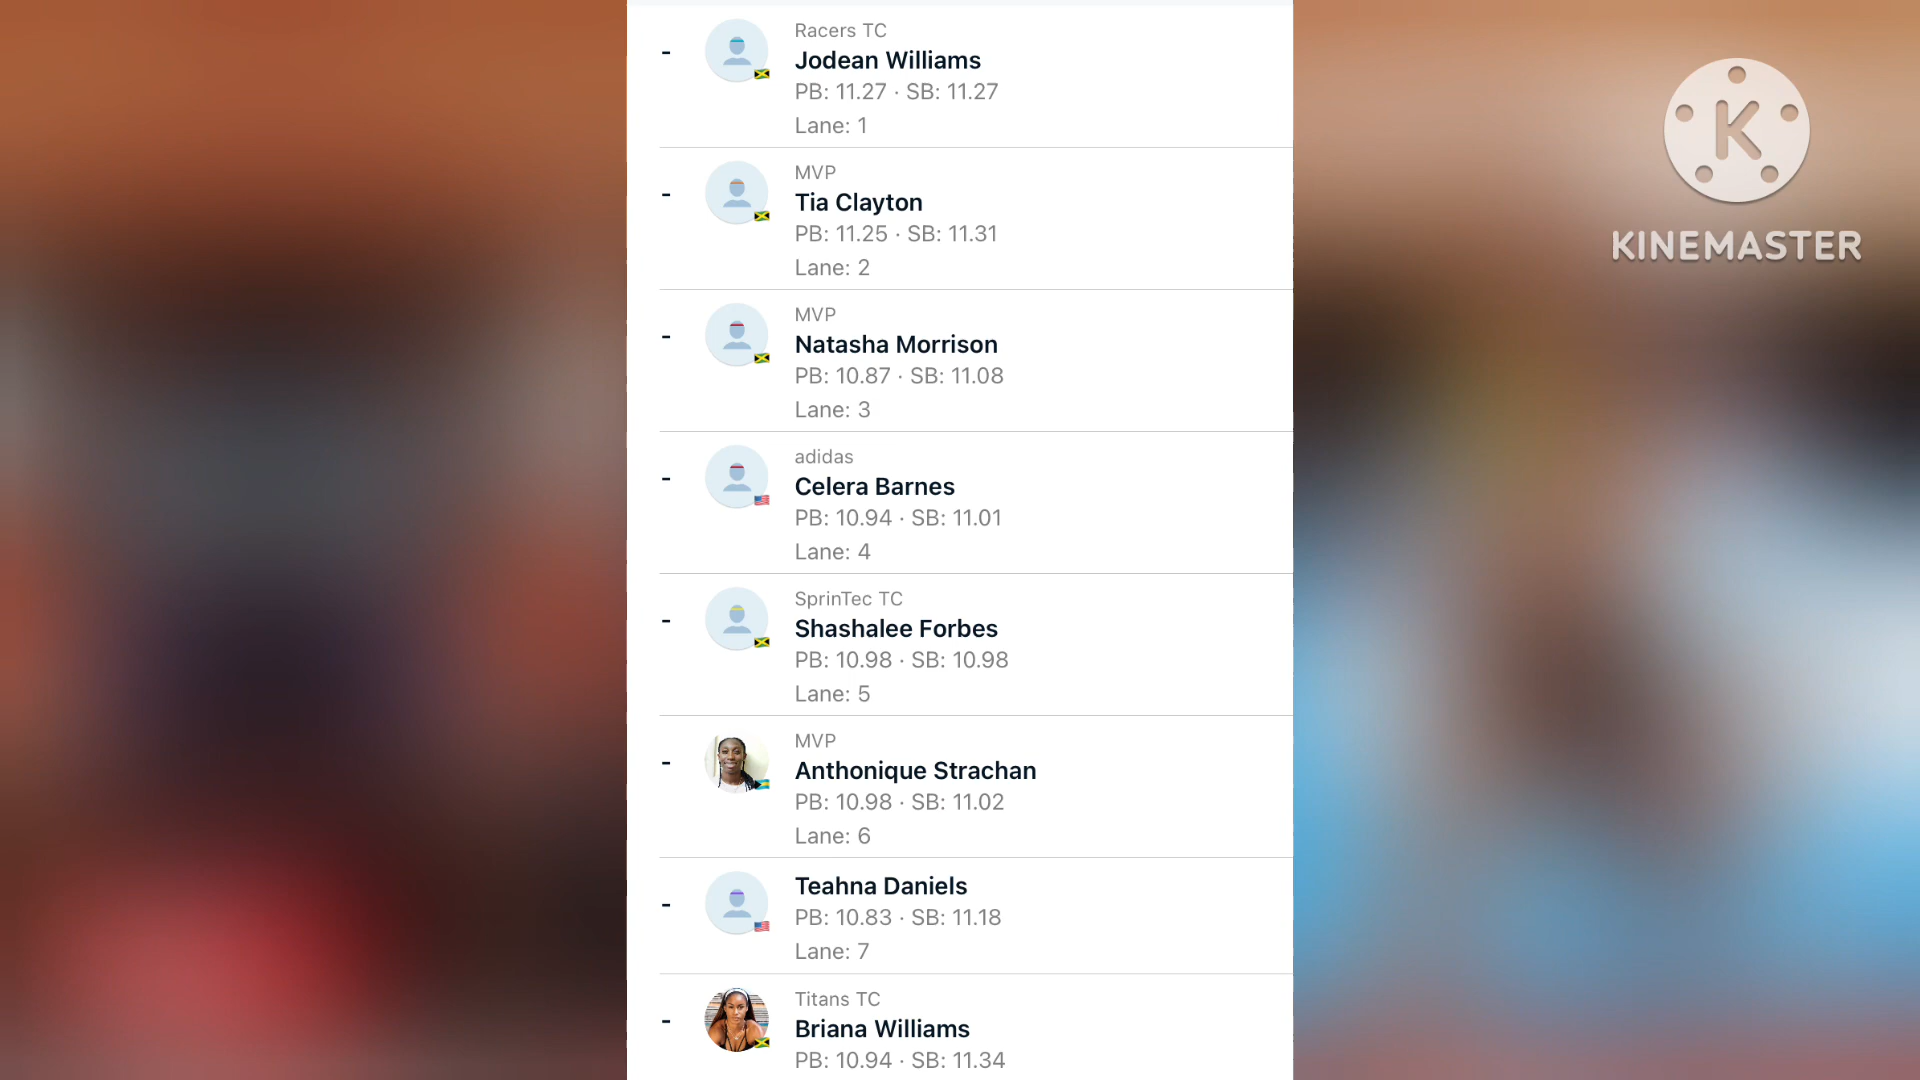 Racers TC
- Jodean Williams
PB: 11.27 · SB: 11.27
Lane: 1
MVP
- Tia Clayton
PB: 11.25 · SB: 11.31
Lane: 2
MVP
- Natasha Morrison
PB: 10.87 · SB: 11.08
Lane: 3
adidas
- Celera Barnes
PB: 10.94 · SB: 11.01
Lane: 4
SprinTec TC
- Shashalee Forbes
PB: 10.98 · SB: 10.98
Lane: 5
MVP
- Anthonique Strachan
PB: 10.98 · SB: 11.02
Lane: 6
- Teahna Daniels
PB: 10.83 · SB: 11.18
Lane: 7
Titans TC
- Briana Williams
PB: 10.94 · SB: 11.34
K
KINEMASTER